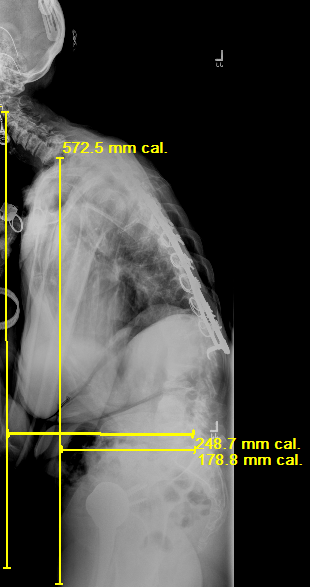 L
572.5 mm cal.
L
248.7 mm cal.
178.8 mm cal.